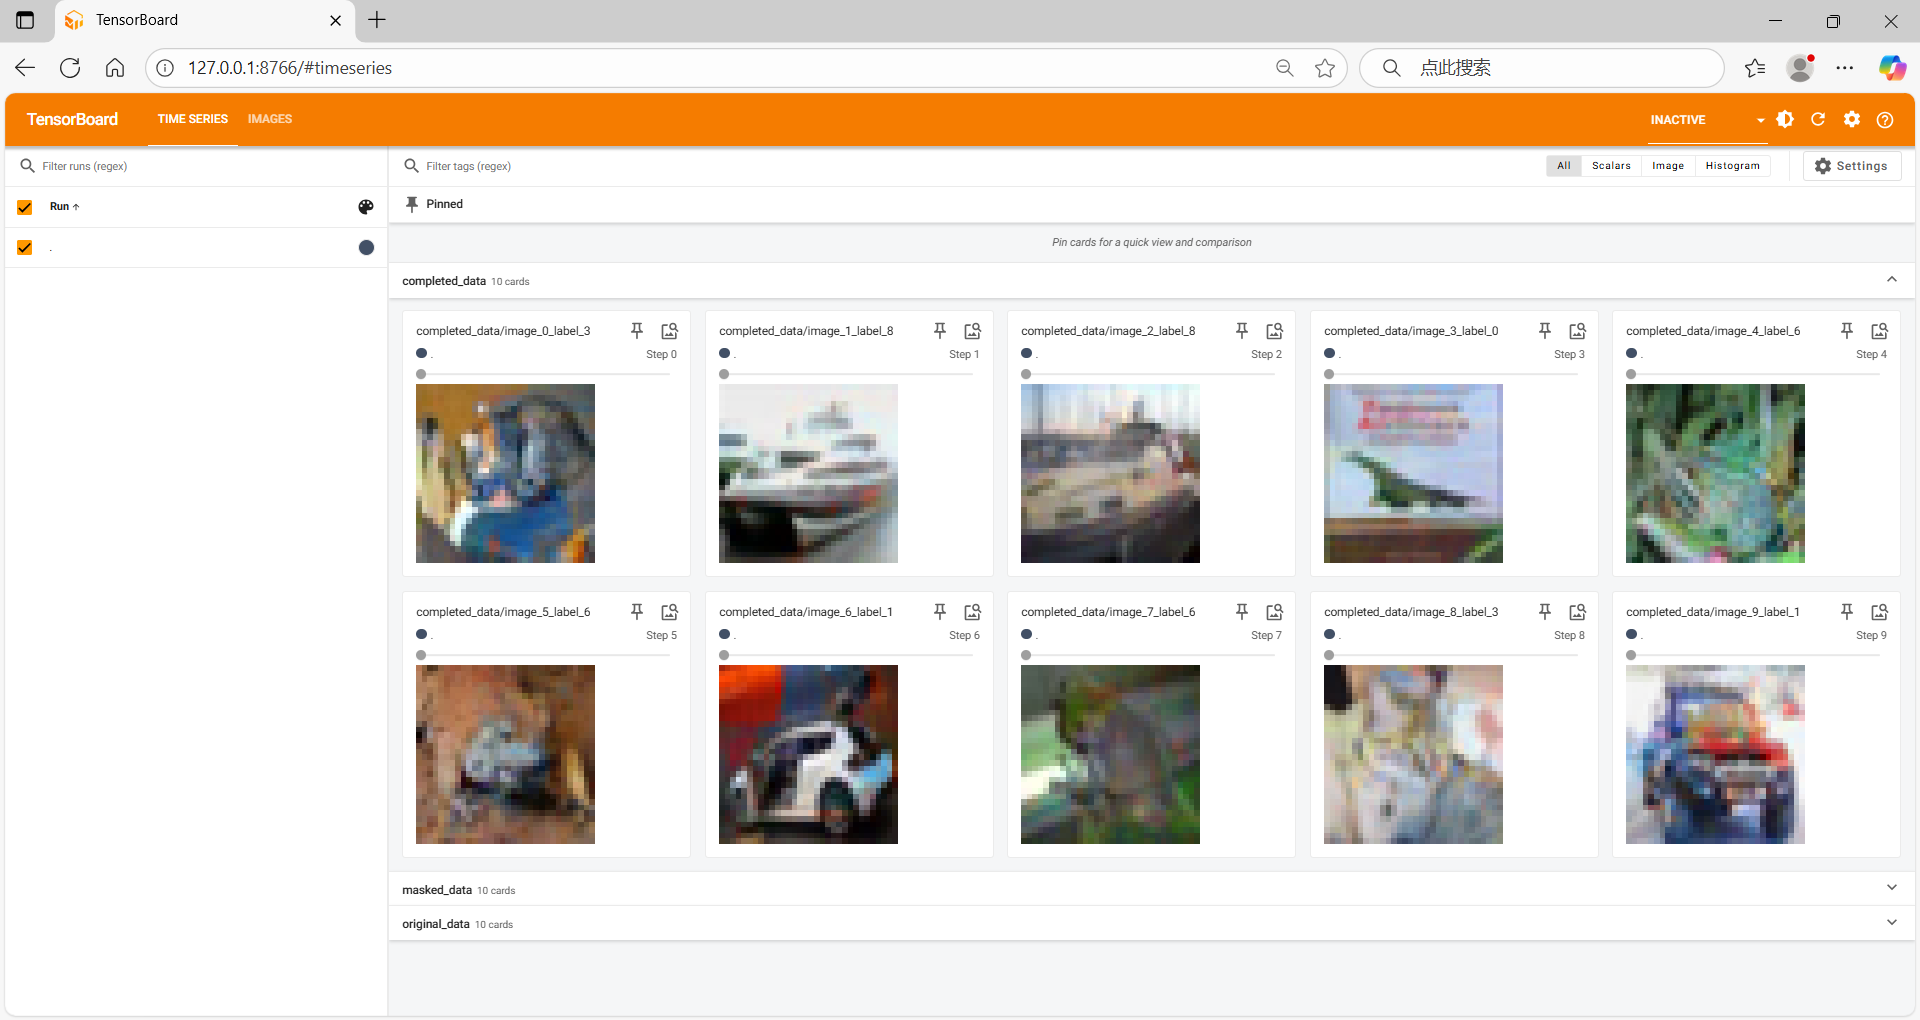 TensorBoard
127.0.0.1:8766/#timeseries
点此搜索
TensorBoard
TIME SERIES
IMAGES
INACTIVE
Filter runs (regex)
Filter tags (regex)
All
Scalars
Image
Histogram
Settings
Run
.
Pinned
Pin cards for a quick view and comparison
completed_data 10 cards
completed_data/image_0_label_3
. Step 0
completed_data/image_1_label_8
. Step 1
completed_data/image_2_label_8
. Step 2
completed_data/image_3_label_0
. Step 3
completed_data/image_4_label_6
. Step 4
completed_data/image_5_label_6
. Step 5
completed_data/image_6_label_1
. Step 6
completed_data/image_7_label_6
. Step 7
completed_data/image_8_label_3
. Step 8
completed_data/image_9_label_1
. Step 9
masked_data 10 cards
original_data 10 cards